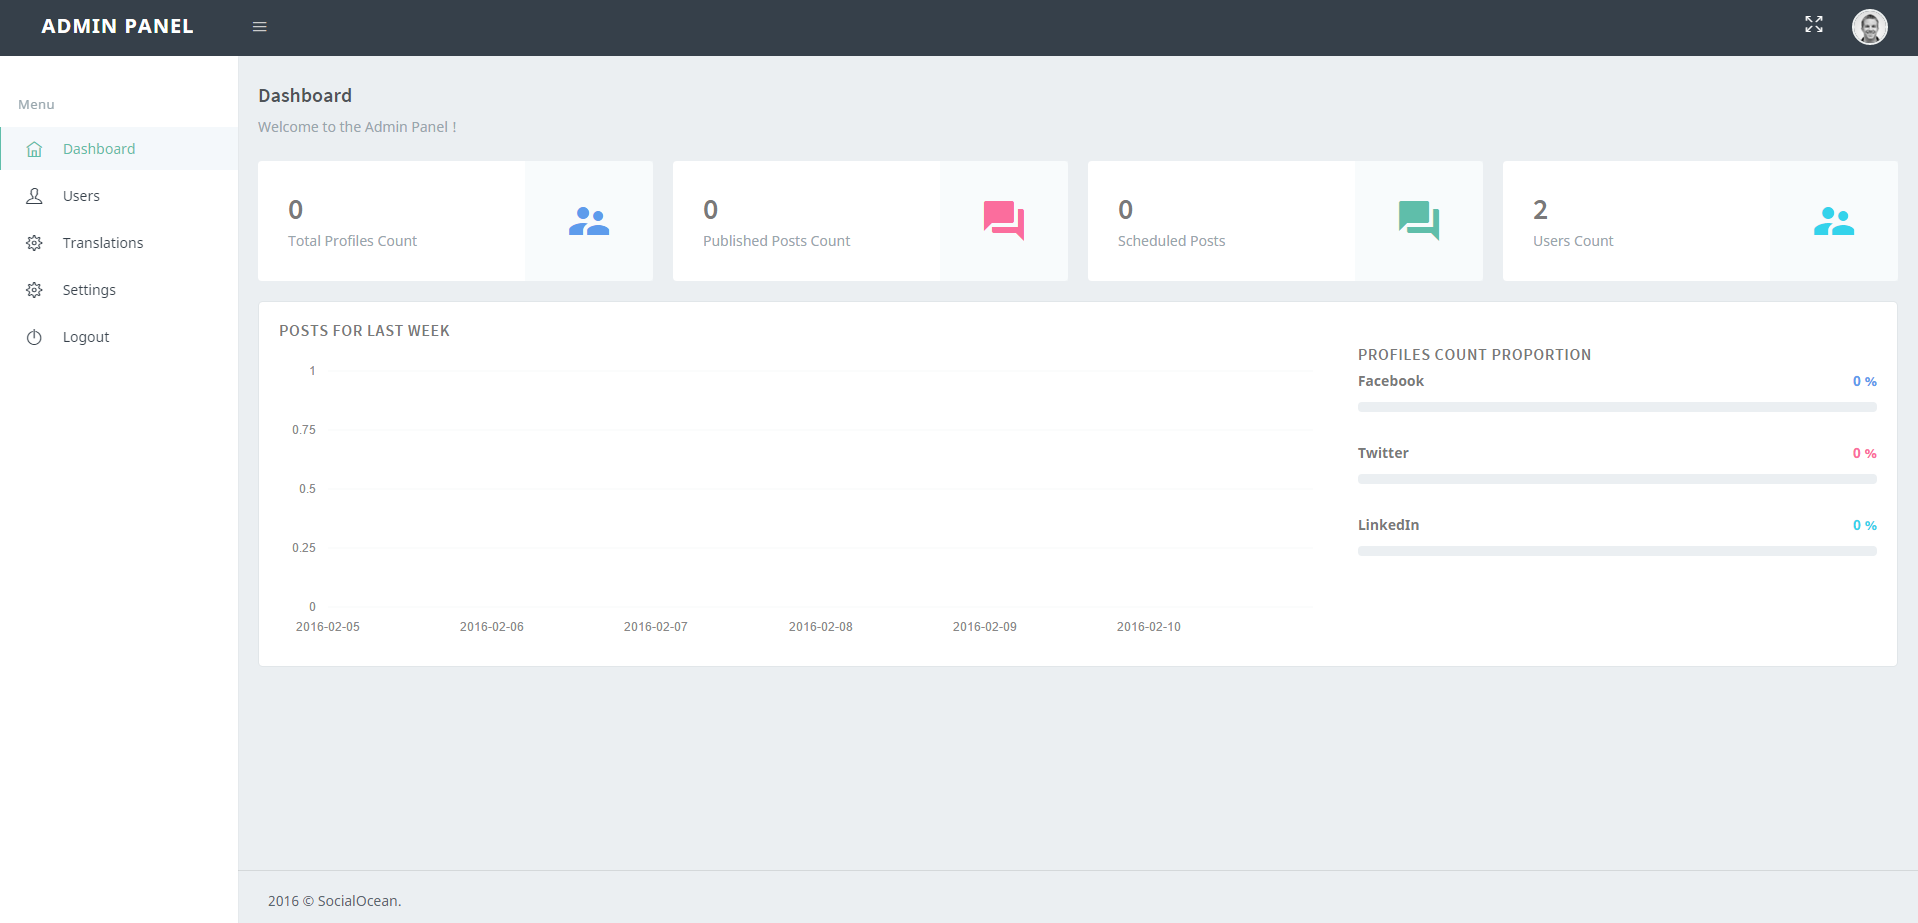 ADMIN PANEL
Menu
Dashboard
Users
Translations
Settings
Logout
Dashboard
Welcome to the Admin Panel !
0
Total Profiles Count
0
Published Posts Count
0
Scheduled Posts
2
Users Count
POSTS FOR LAST WEEK
1
0.75
0.5
0.25
0
2016-02-05 2016-02-06 2016-02-07 2016-02-08 2016-02-09 2016-02-10
PROFILES COUNT PROPORTION
Facebook 0 %
Twitter 0 %
LinkedIn 0 %
2016 © SocialOcean.